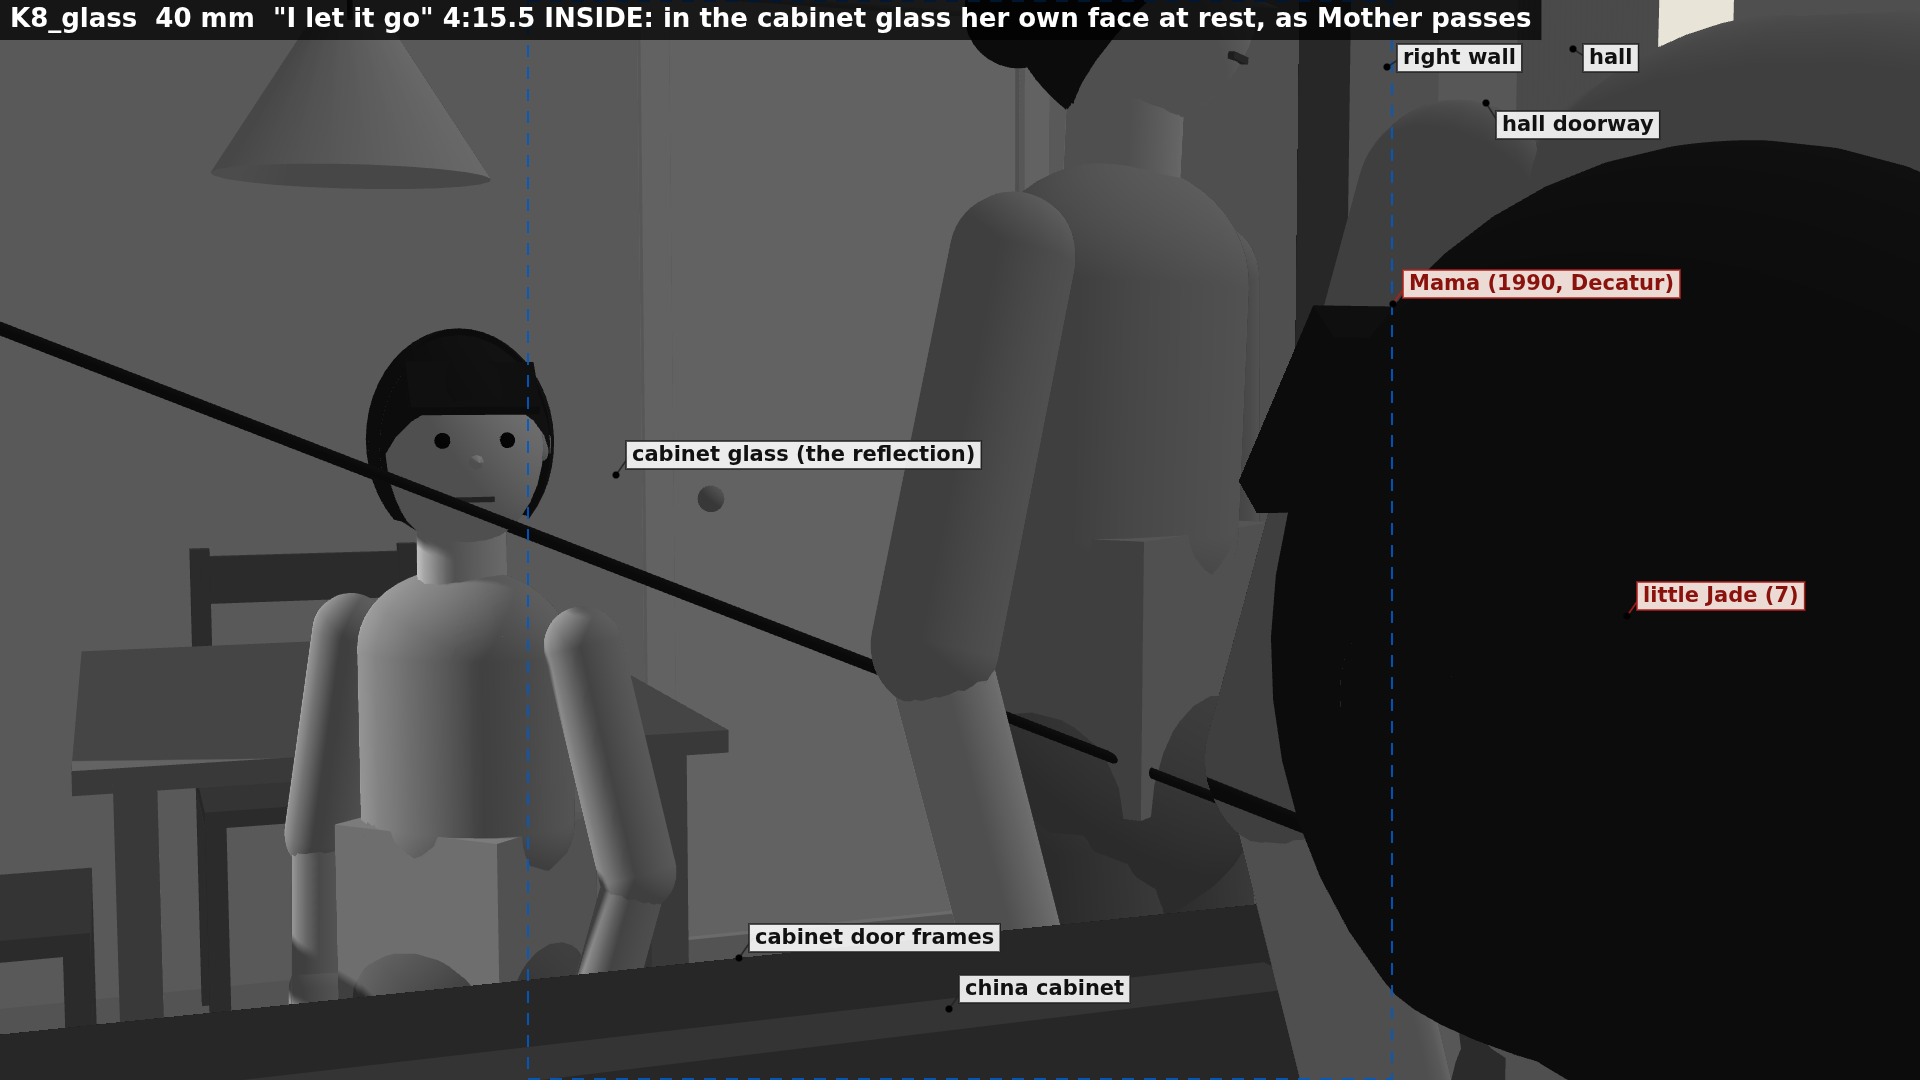 K8_glass 40 mm "I let it go" 4:15.5 INSIDE: in the cabinet glass her own face at rest, as Mother passes
right wall
hall
hall doorway
Mama (1990, Decatur)
cabinet glass (the reflection)
little Jade (7)
cabinet door frames
china cabinet